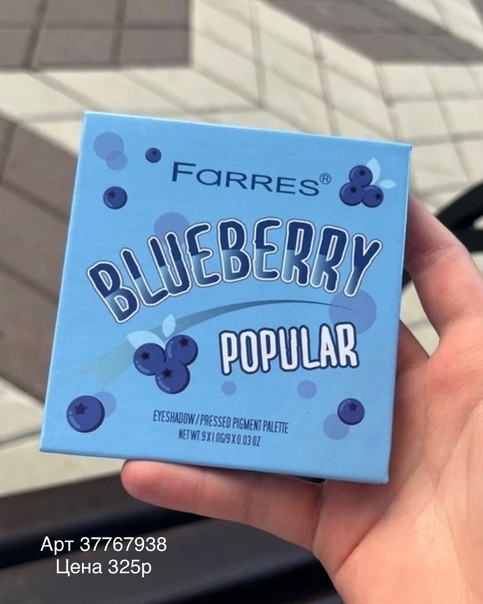 FARRES®
BLUEBERRY
POPULAR
EYESHADOW/PRESSED PIGMENT PALETTE
NET WT. 9 X 1.0G/9 X 0.03 OZ
Арт 37767938
Цена 325р